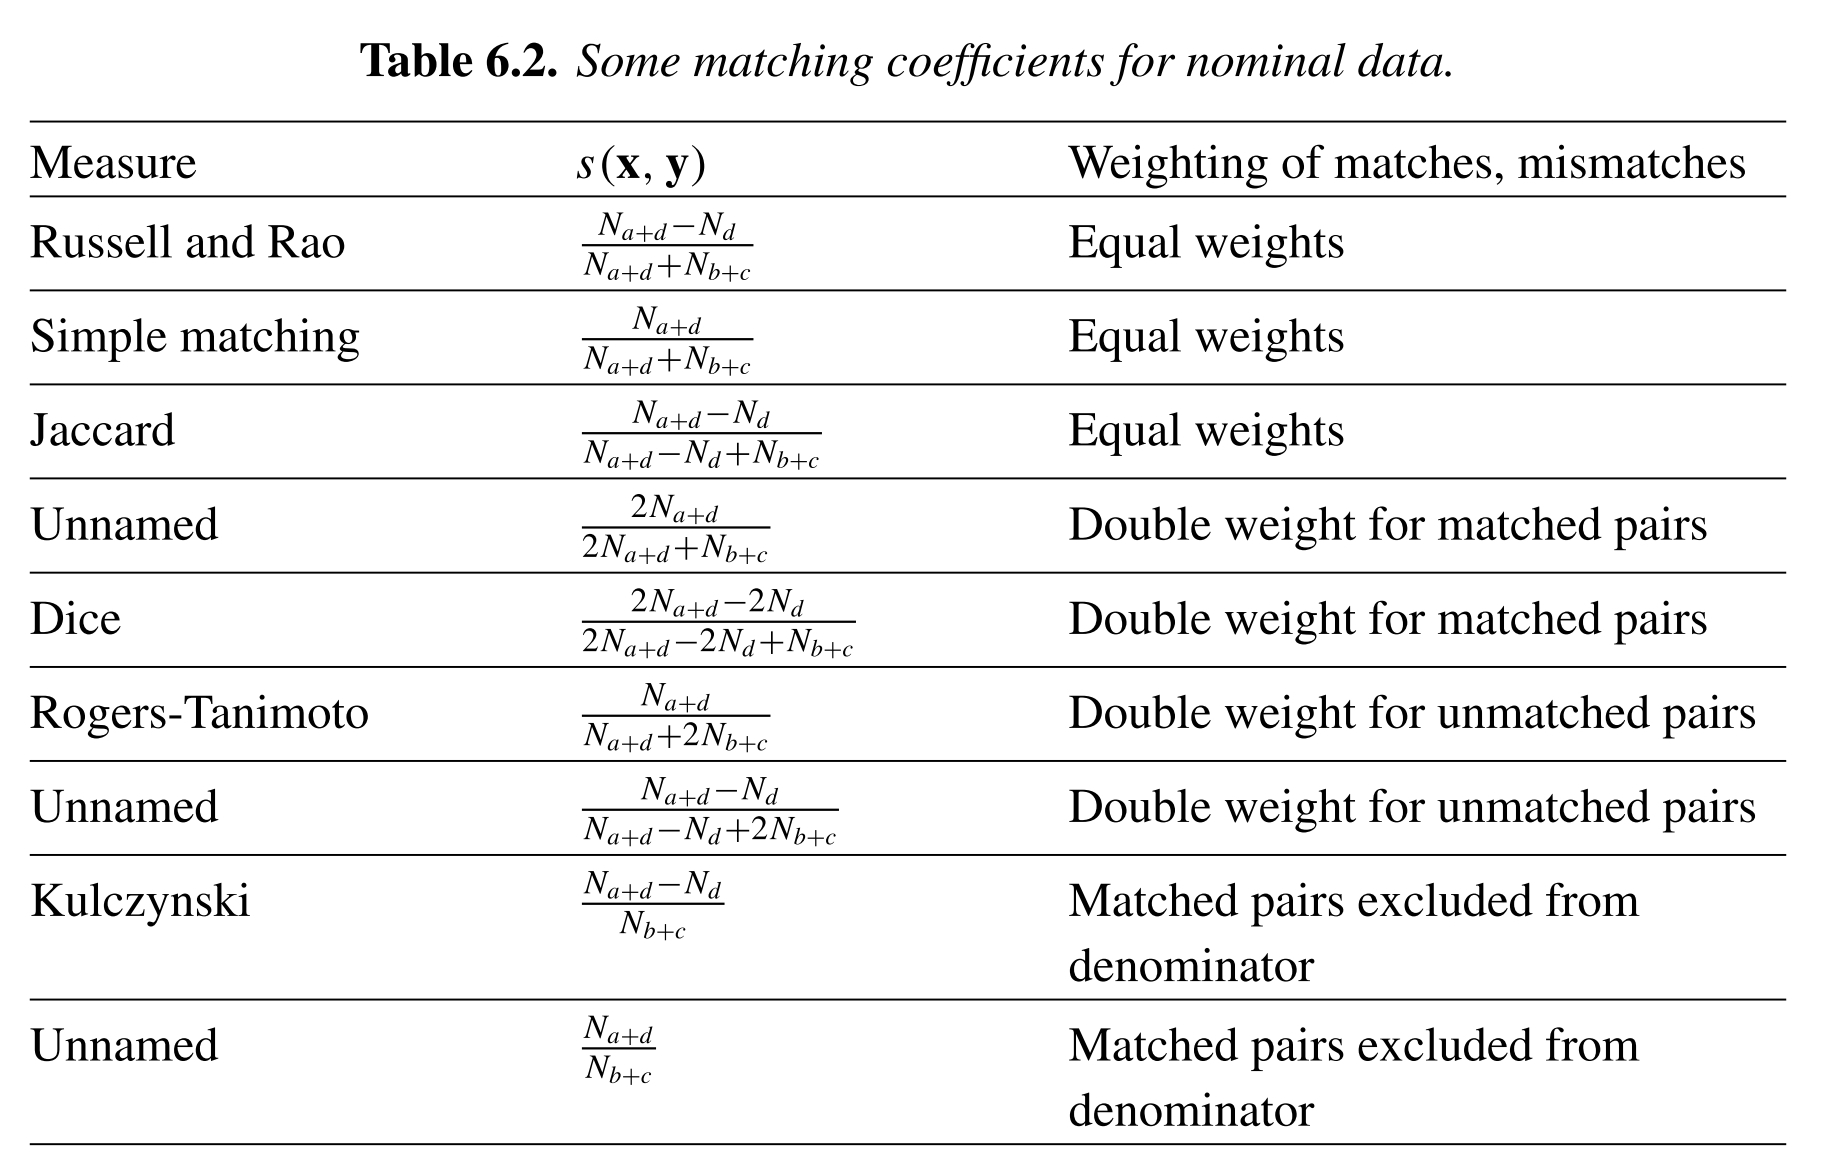 Table 6.2. Some matching coefficients for nominal data.
Measure s(x, y) Weighting of matches, mismatches
Russell and Rao \frac{N_{a+d}-N_d}{N_{a+d}+N_{b+c}} Equal weights
Simple matching \frac{N_{a+d}}{N_{a+d}+N_{b+c}} Equal weights
Jaccard \frac{N_{a+d}-N_d}{N_{a+d}-N_d+N_{b+c}} Equal weights
Unnamed \frac{2N_{a+d}}{2N_{a+d}+N_{b+c}} Double weight for matched pairs
Dice \frac{2N_{a+d}-2N_d}{2N_{a+d}-2N_d+N_{b+c}} Double weight for matched pairs
Rogers-Tanimoto \frac{N_{a+d}}{N_{a+d}+2N_{b+c}} Double weight for unmatched pairs
Unnamed \frac{N_{a+d}-N_d}{N_{a+d}-N_d+2N_{b+c}} Double weight for unmatched pairs
Kulczynski \frac{N_{a+d}-N_d}{N_{b+c}} Matched pairs excluded from
denominator
Unnamed \frac{N_{a+d}}{N_{b+c}} Matched pairs excluded from
denominator